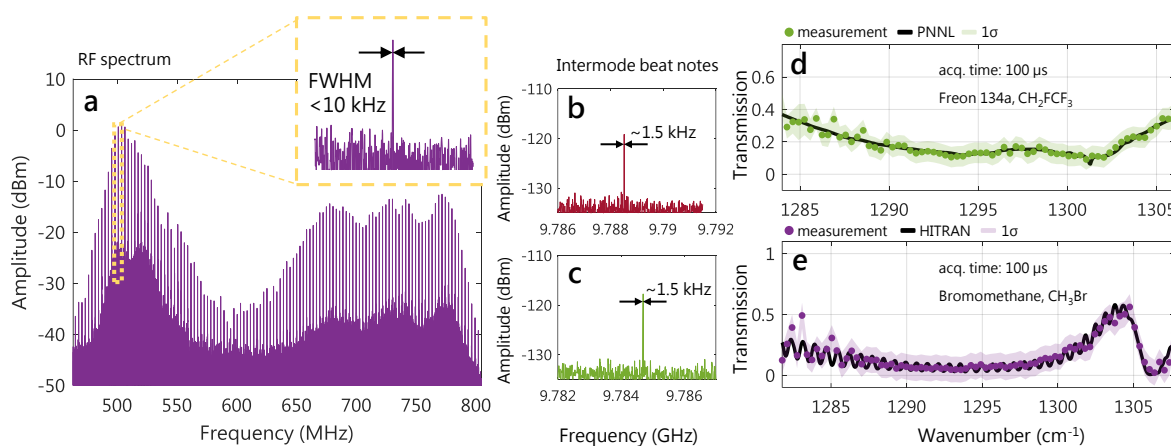 RF spectrum
a
10
0
-10
-20
-30
-40
-50
Amplitude (dBm)
500 550 600 650 700 750 800
Frequency (MHz)
FWHM
<10 kHz
Intermode beat notes
b
-110
-120
-130
Amplitude (dBm)
~1.5 kHz
9.786 9.788 9.79 9.792
c
-110
-120
-130
Amplitude (dBm)
~1.5 kHz
9.782 9.784 9.786
Frequency (GHz)
measurement PNNL 1σ
d
acq. time: 100 µs
Freon 134a, CH₂FCF₃
0.6
0.4
0.2
0
Transmission
1285 1290 1295 1300 1305
measurement HITRAN 1σ
e
acq. time: 100 µs
Bromomethane, CH₃Br
1
0.5
0
Transmission
1285 1290 1295 1300 1305
Wavenumber (cm⁻¹)